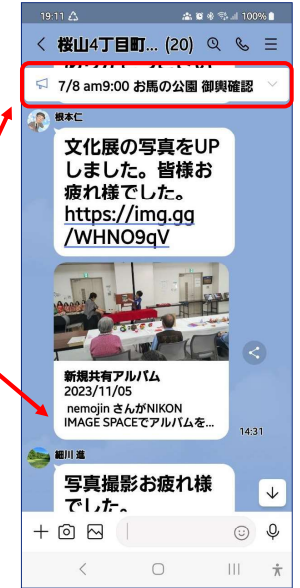 19:11
100%
桜山4丁目町... (20)
7/8 am9:00 お馬の公園 御輿確認
根本仁
文化展の写真をUP
しました。皆様お
疲れ様でした。
https://img.gg
/WHNO9qV
新規共有アルバム
2023/11/05
nemojin さんがNIKON
IMAGE SPACEでアルバムを...
14:31
細川 進
写真撮影お疲れ様
でした。